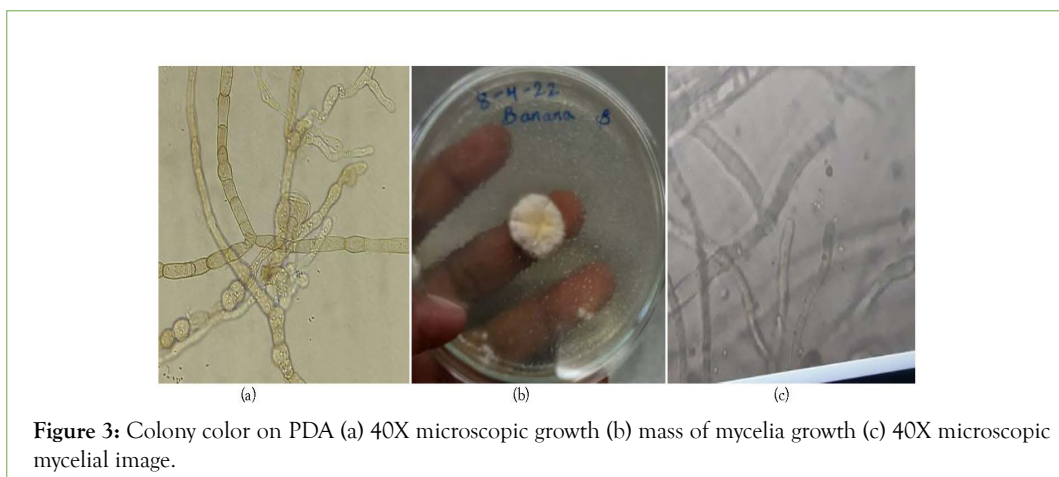 8-4-22
Banana B
(a)
(b)
(c)
Figure 3: Colony color on PDA (a) 40X microscopic growth (b) mass of mycelia growth (c) 40X microscopic
mycelial image.